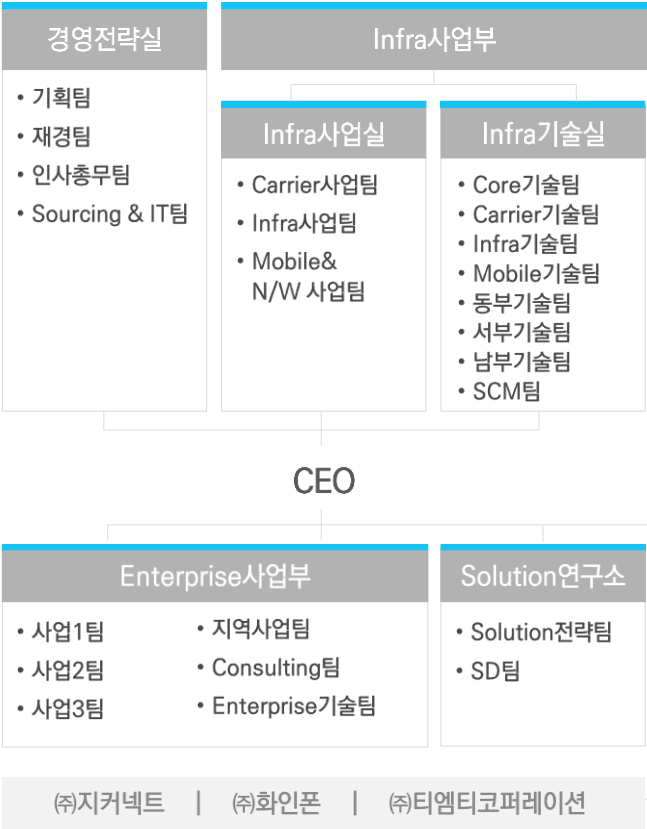 경영전략실
• 기획팀
• 재경팀
• 인사총무팀
• Sourcing & IT팀
Infra사업부
Infra사업실
• Carrier사업팀
• Infra사업팀
• Mobile&
N/W 사업팀
Infra기술실
• Core기술팀
• Carrier기술팀
• Infra기술팀
• Mobile기술팀
• 동부기술팀
• 서부기술팀
• 남부기술팀
• SCM팀
CEO
Enterprise사업부
• 사업1팀
• 사업2팀
• 사업3팀
• 지역사업팀
• Consulting팀
• Enterprise기술팀
Solution연구소
• Solution전략팀
• SD팀
㈜지커넥트 | ㈜화인폰 | ㈜티엠티코퍼레이션